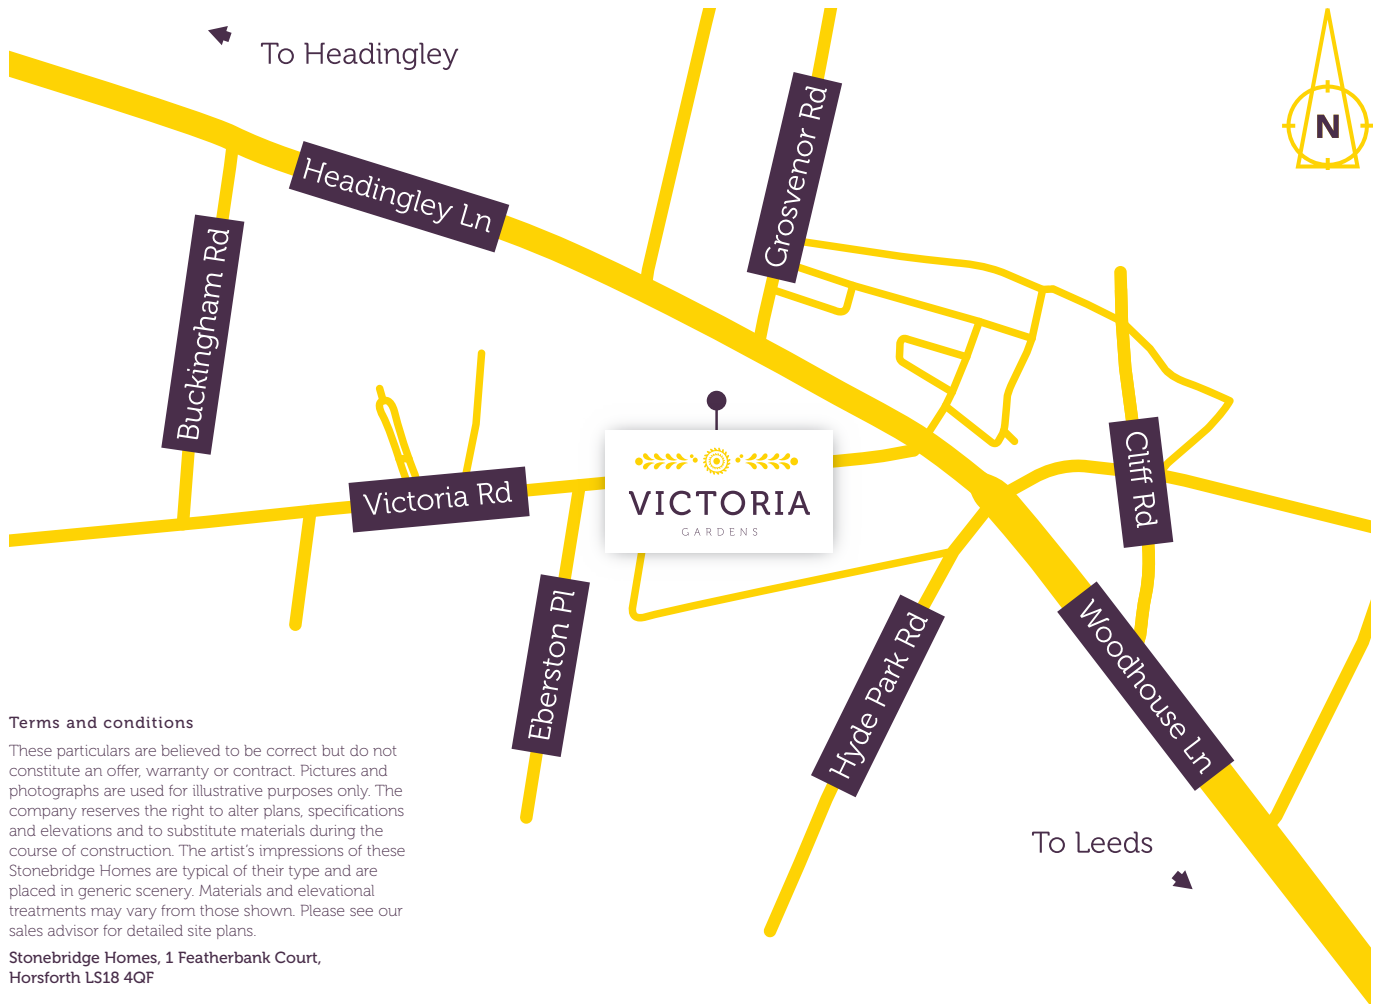 To Headingley
N
Headingley Ln
Grosvenor Rd
Buckingham Rd
Victoria Rd
VICTORIA
GARDENS
Cliff Rd
Eberston Pl
Hyde Park Rd
Woodhouse Ln
To Leeds
Terms and conditions
These particulars are believed to be correct but do not
constitute an offer, warranty or contract. Pictures and
photographs are used for illustrative purposes only. The
company reserves the right to alter plans, specifications
and elevations and to substitute materials during the
course of construction. The artist's impressions of these
Stonebridge Homes are typical of their type and are
placed in generic scenery. Materials and elevational
treatments may vary from those shown. Please see our
sales advisor for detailed site plans.
Stonebridge Homes, 1 Featherbank Court,
Horsforth LS18 4QF